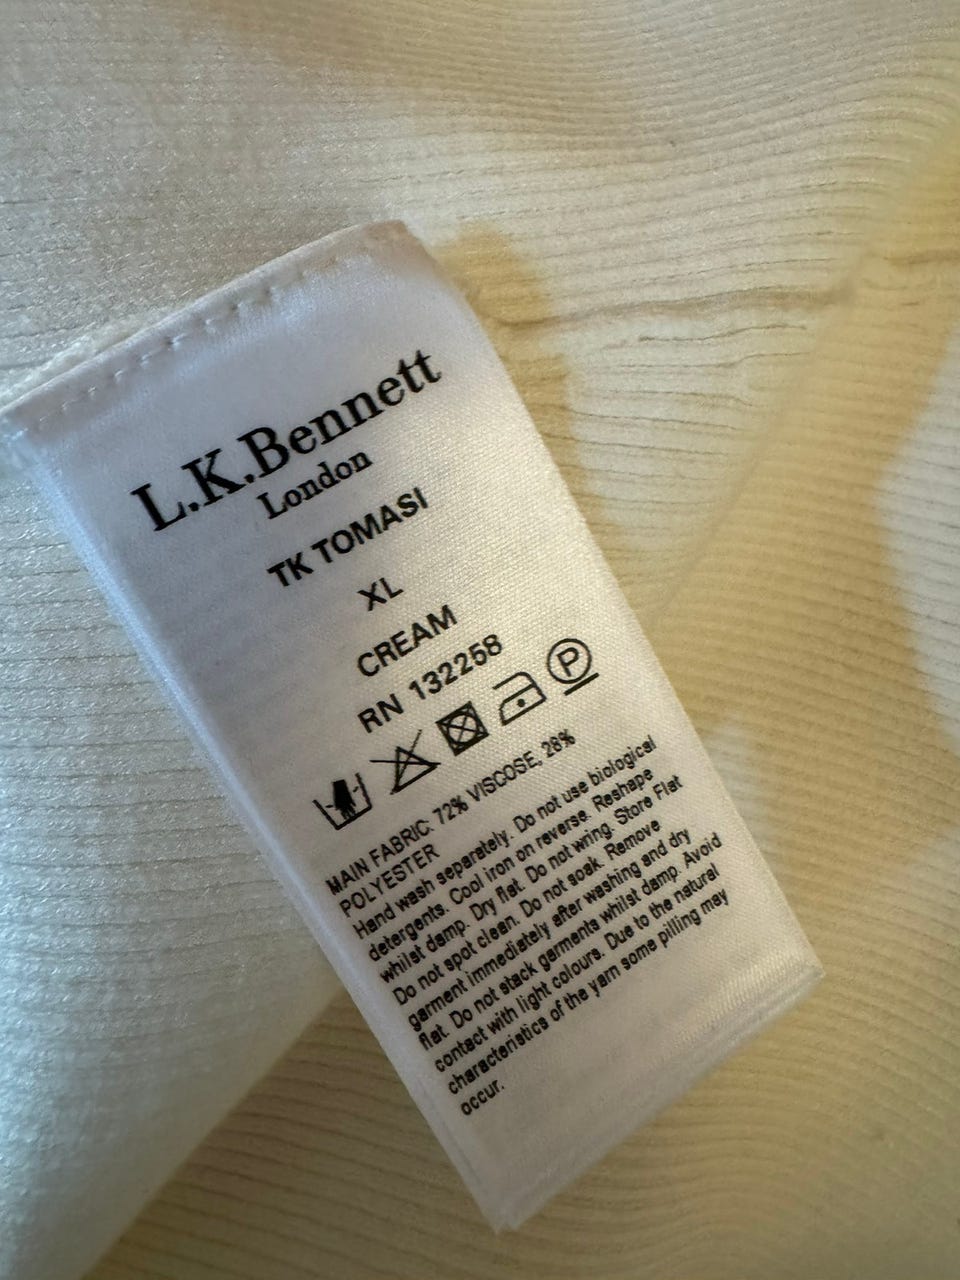 L.K.Bennett
London
TK TOMASI
XL
CREAM
RN 132258
P
MAIN FABRIC: 72% VISCOSE, 28%
POLYESTER
Hand wash separately. Do not use biological
detergents. Cool iron on reverse. Reshape
whilst damp. Dry flat. Do not wring. Store Flat
Do not spot clean. Do not soak. Remove
garment immediately after washing and dry
flat. Do not stack garments whilst damp. Avoid
contact with light colours. Due to the natural
characteristics of the yarn some pilling may
occur.